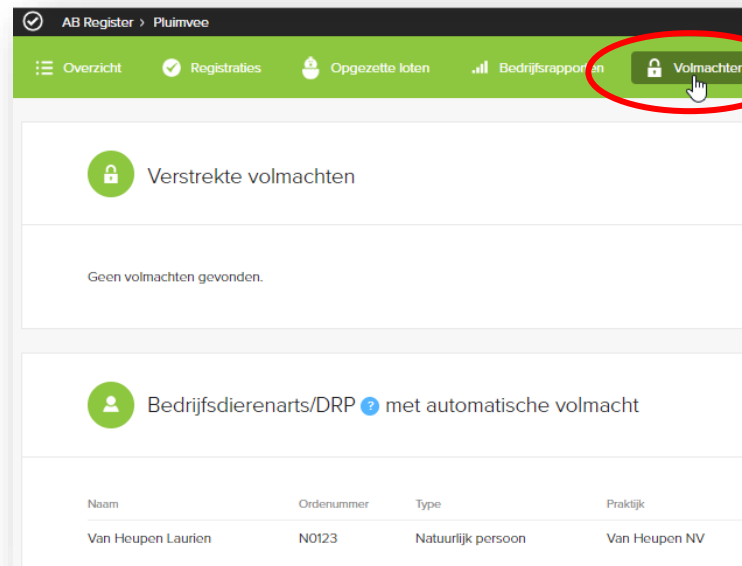 AB Register > Pluimvee
Overzicht Registraties Opgezette loten Bedrijfsrapporten Volmachten
Verstrekte volmachten
Geen volmachten gevonden.
Bedrijfsdierenarts/DRP ? met automatische volmacht
Naam Ordenummer Type Praktijk
Van Heupen Laurien N0123 Natuurlijk persoon Van Heupen NV